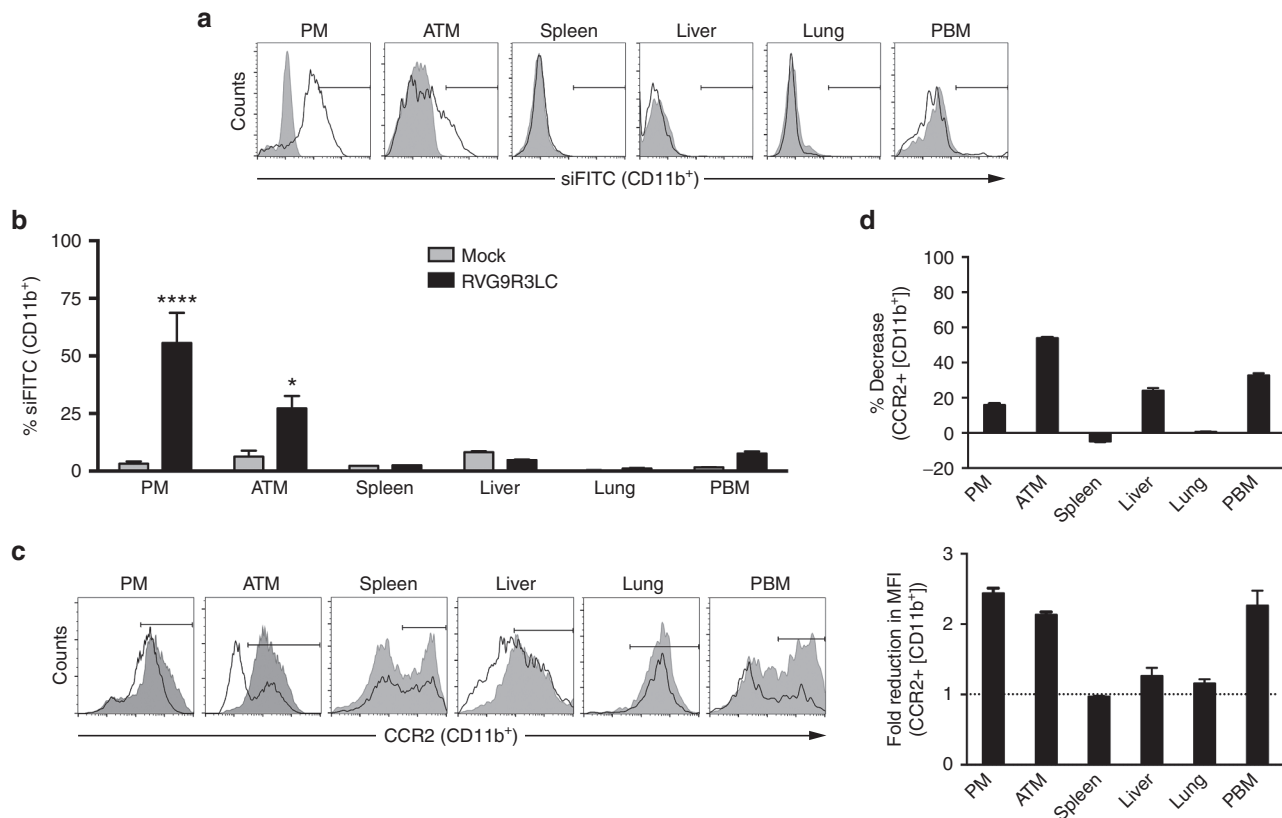 a
PM ATM Spleen Liver Lung PBM
Counts
siFITC (CD11b⁺)
b
100
75
50
25
0
% siFITC (CD11b⁺)
Mock
RVG9R3LC
****
*
PM ATM Spleen Liver Lung PBM
c
PM ATM Spleen Liver Lung PBM
Counts
CCR2 (CD11b⁺)
d
% Decrease
(CCR2+ [CD11b⁺])
100
80
60
40
20
0
−20
PM ATM Spleen Liver Lung PBM
Fold reduction in MFI
(CCR2+ [CD11b⁺])
3
2
1
0
PM ATM Spleen Liver Lung PBM